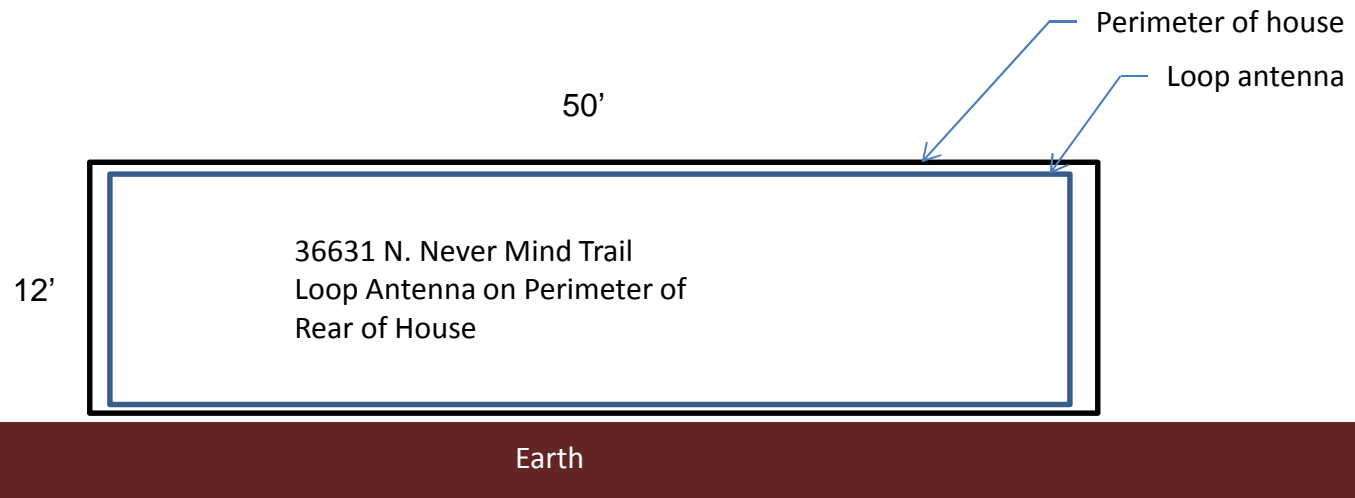 Perimeter of house
Loop antenna
50’
36631 N. Never Mind Trail
Loop Antenna on Perimeter of
Rear of House
12’
Earth